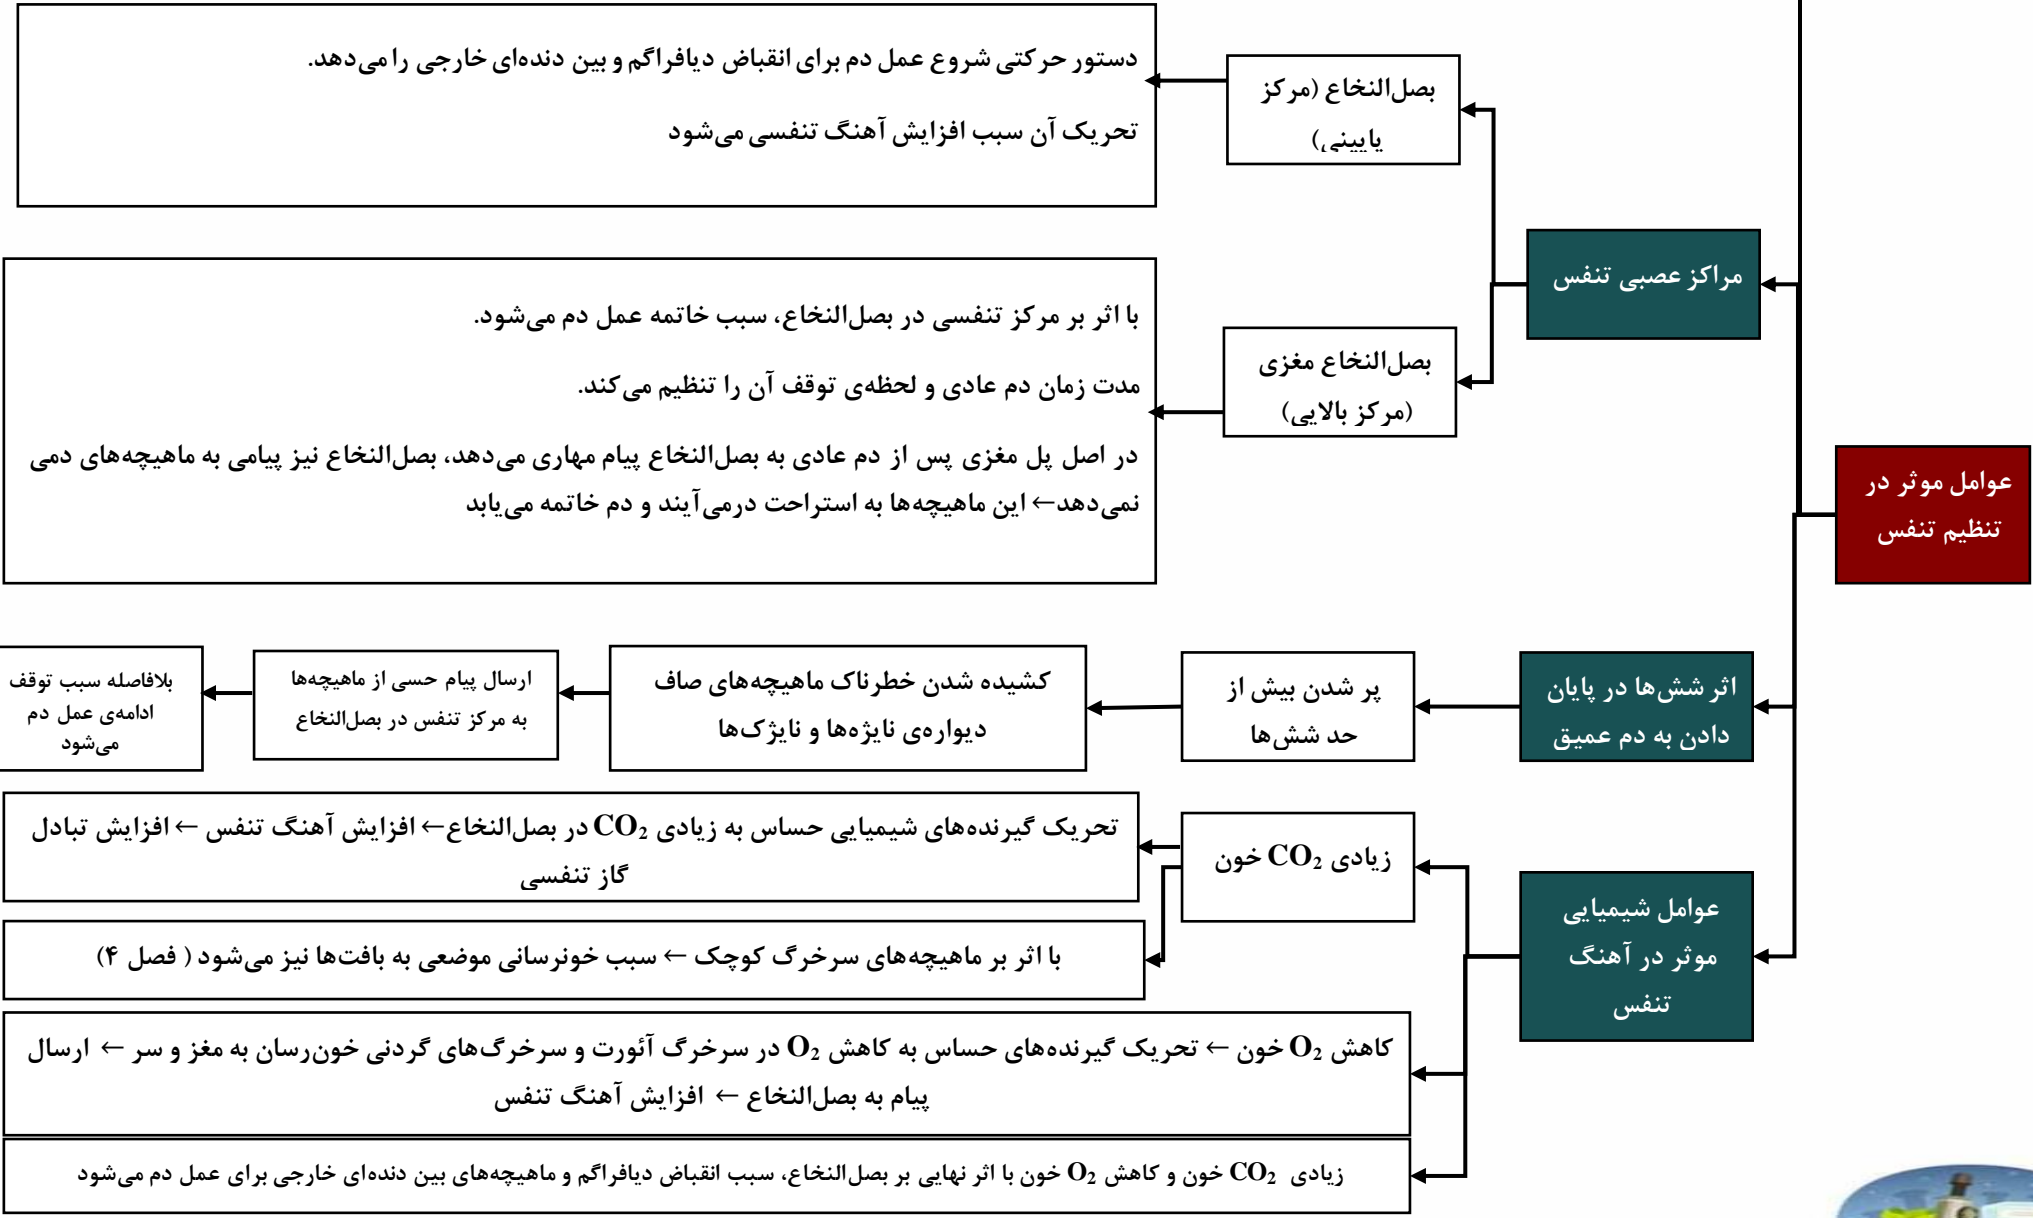 عوامل موثر در
تنظیم تنفس
مراکز عصبی تنفس
بصل‌النخاع (مرکز
پایینی)
دستور حرکتی شروع عمل دم برای انقباض دیافراگم و بین دنده‌ای خارجی را می‌دهد.
تحریک آن سبب افزایش آهنگ تنفسی می‌شود
بصل‌النخاع مغزی
(مرکز بالایی)
با اثر بر مرکز تنفسی در بصل‌النخاع، سبب خاتمه عمل دم می‌شود.
مدت زمان دم عادی و لحظه‌ی توقف آن را تنظیم می‌کند.
در اصل پل مغزی پس از دم عادی به بصل‌النخاع پیام مهاری می‌دهد، بصل‌النخاع نیز پیامی به ماهیچه‌های دمی
نمی‌دهد← این ماهیچه‌ها به استراحت درمی‌آیند و دم خاتمه می‌یابد
اثر شش‌ها در پایان
دادن به دم عمیق
پر شدن بیش از
حد شش‌ها
کشیده شدن خطرناک ماهیچه‌های صاف
دیواره‌ی نایژه‌ها و نایژک‌ها
ارسال پیام حسی از ماهیچه‌ها
به مرکز تنفس در بصل‌النخاع
بلافاصله سبب توقف
ادامه‌ی عمل دم
می‌شود
عوامل شیمیایی
موثر در آهنگ
تنفس
زیادی CO₂ خون
تحریک گیرنده‌های شیمیایی حساس به زیادی CO₂ در بصل‌النخاع← افزایش آهنگ تنفس ← افزایش تبادل
گاز تنفسی
با اثر بر ماهیچه‌های سرخرگ کوچک ← سبب خونرسانی موضعی به بافت‌ها نیز می‌شود ( فصل ۴)
کاهش O₂ خون ← تحریک گیرنده‌های حساس به کاهش O₂ در سرخرگ آئورت و سرخرگ‌های گردنی خون‌رسان به مغز و سر ← ارسال
پیام به بصل‌النخاع ← افزایش آهنگ تنفس
زیادی CO₂ خون و کاهش O₂ خون با اثر نهایی بر بصل‌النخاع، سبب انقباض دیافراگم و ماهیچه‌های بین دنده‌ای خارجی برای عمل دم می‌شود